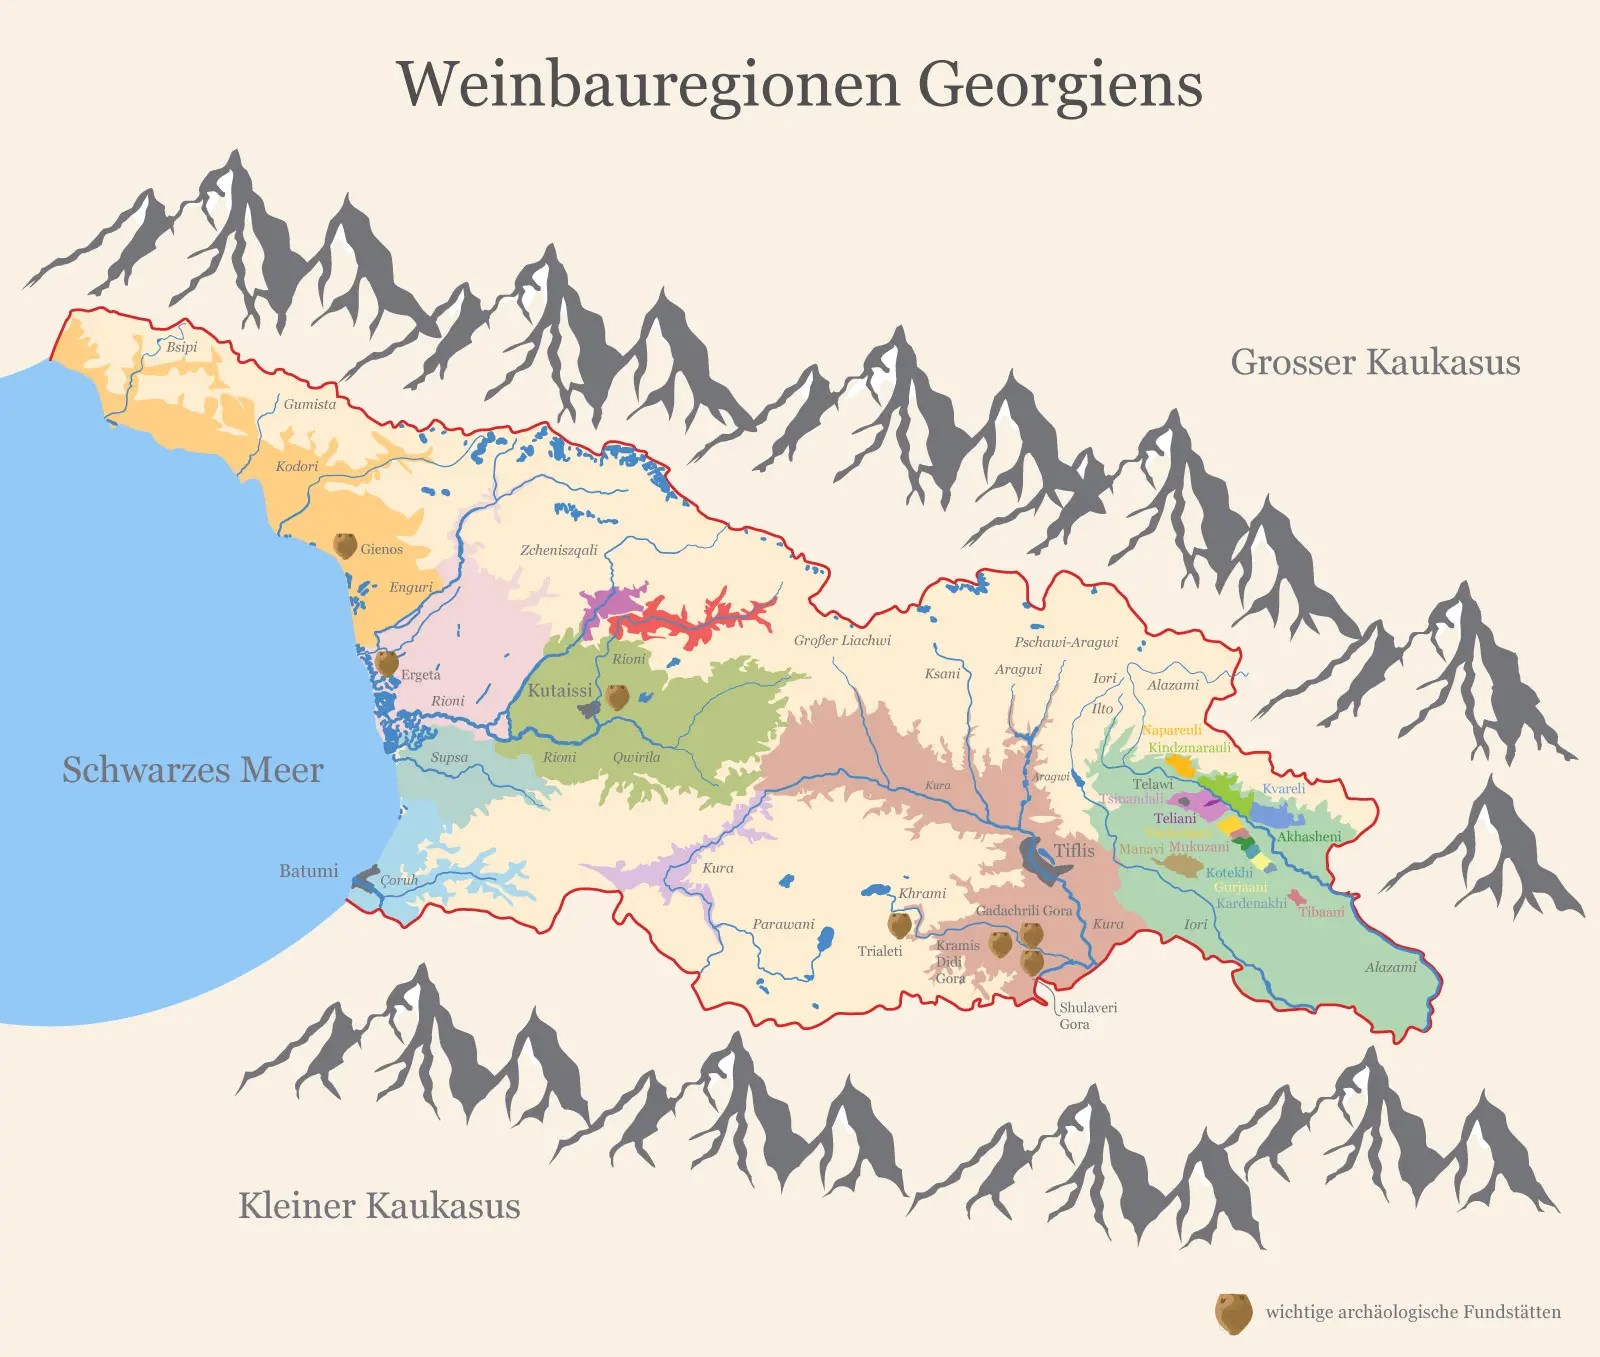 Weinbauregionen Georgiens
Grosser Kaukasus
Bsipi
Gumista
Kodori
Gienos
Zcheniszqali
Enguri
Großer Liachwi
Pschawi-Aragwi
Rioni
Ergeta
Ksani
Aragwi
Iori
Alazami
Kutaissi
Rioni
Ilto
Napareuli
Kindzmarauli
Supsa
Rioni
Qwirila
Schwarzes Meer
Kura
Aragwi
Telawi
Kvareli
Tsinandali
Teliani
Akhasheni
Manavi
Mukuzani
Tiflis
Batumi
Çoruh
Kura
Kotekhi
Gurjaani
Kardenakhi
Tibaani
Khrami
Gadachrili Gora
Parawani
Kura
Iori
Trialeti
Kramis
Didi
Gora
Alazami
Shulaveri
Gora
Kleiner Kaukasus
wichtige archäologische Fundstätten